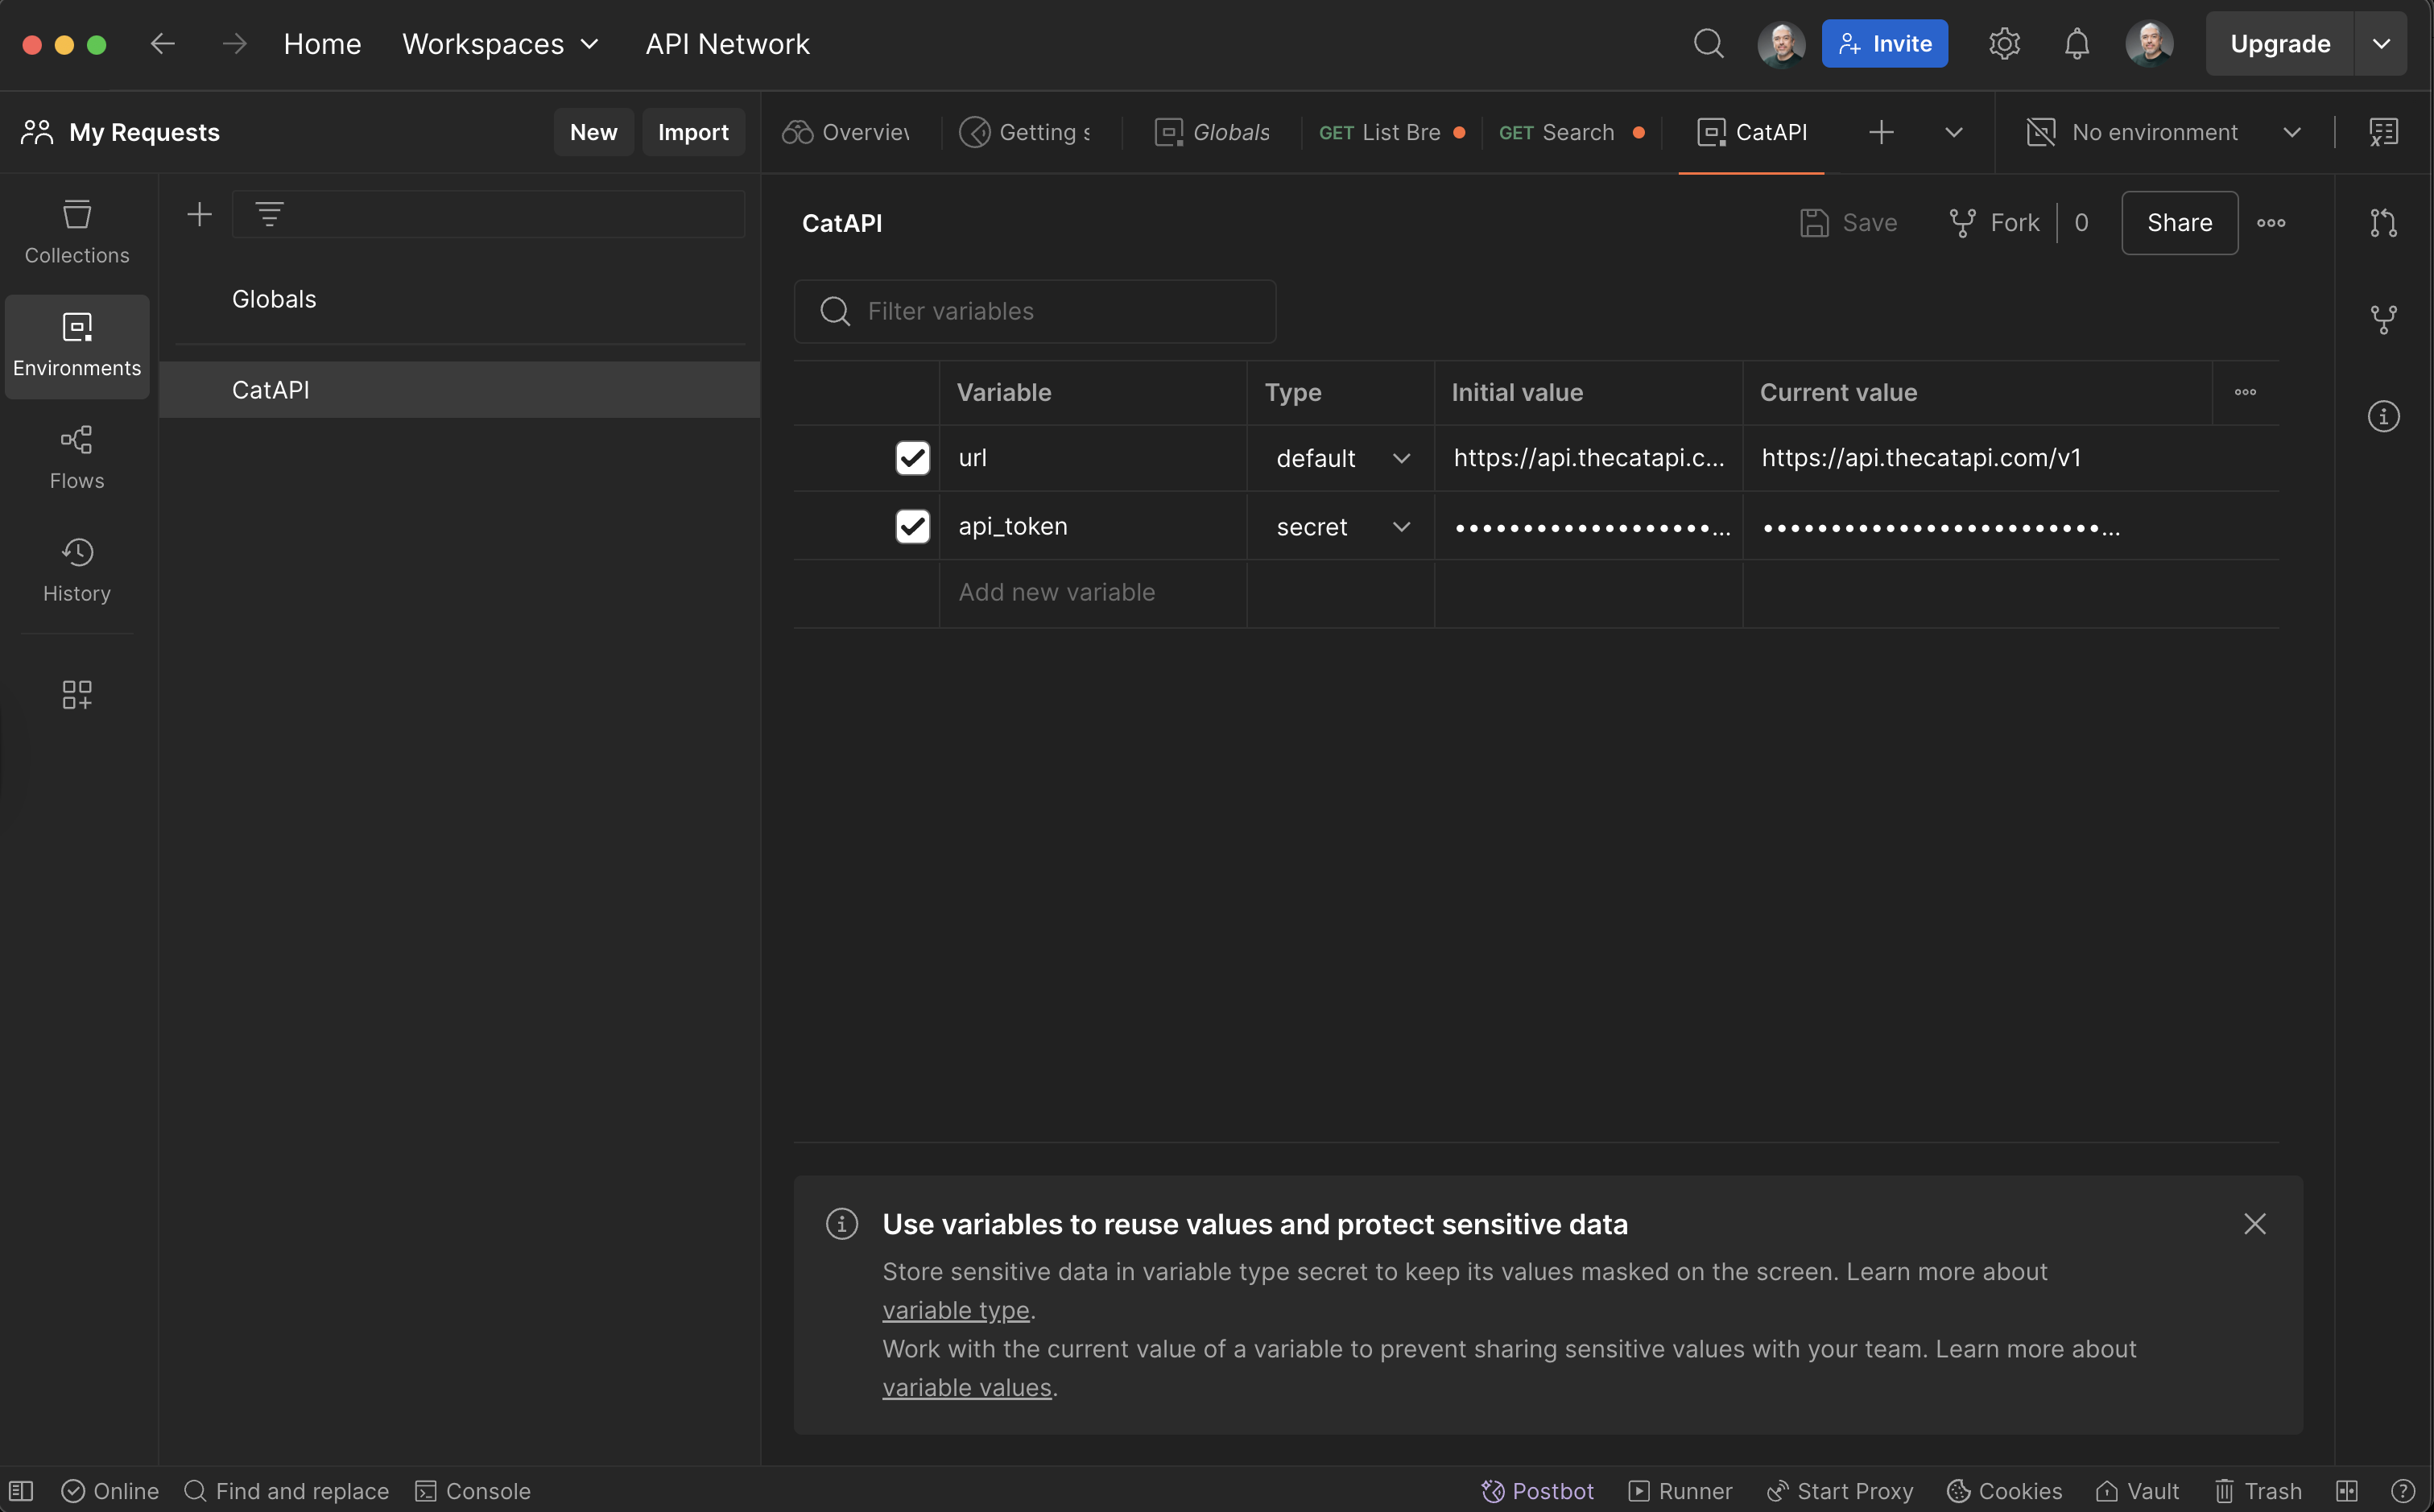 Home Workspaces API Network Invite Upgrade
My Requests New Import Overview Getting s Globals GET List Bre GET Search CatAPI No environment
Collections
Environments
Flows
History
Globals
CatAPI
CatAPI Save Fork 0 Share
Filter variables
Variable Type Initial value Current value
url default https://api.thecatapi.c... https://api.thecatapi.com/v1
api_token secret ••••••••••••••••••••... ••••••••••••••••••••••••••...
Add new variable
Use variables to reuse values and protect sensitive data
Store sensitive data in variable type secret to keep its values masked on the screen. Learn more about
variable type.
Work with the current value of a variable to prevent sharing sensitive values with your team. Learn more about
variable values.
Online Find and replace Console Postbot Runner Start Proxy Cookies Vault Trash